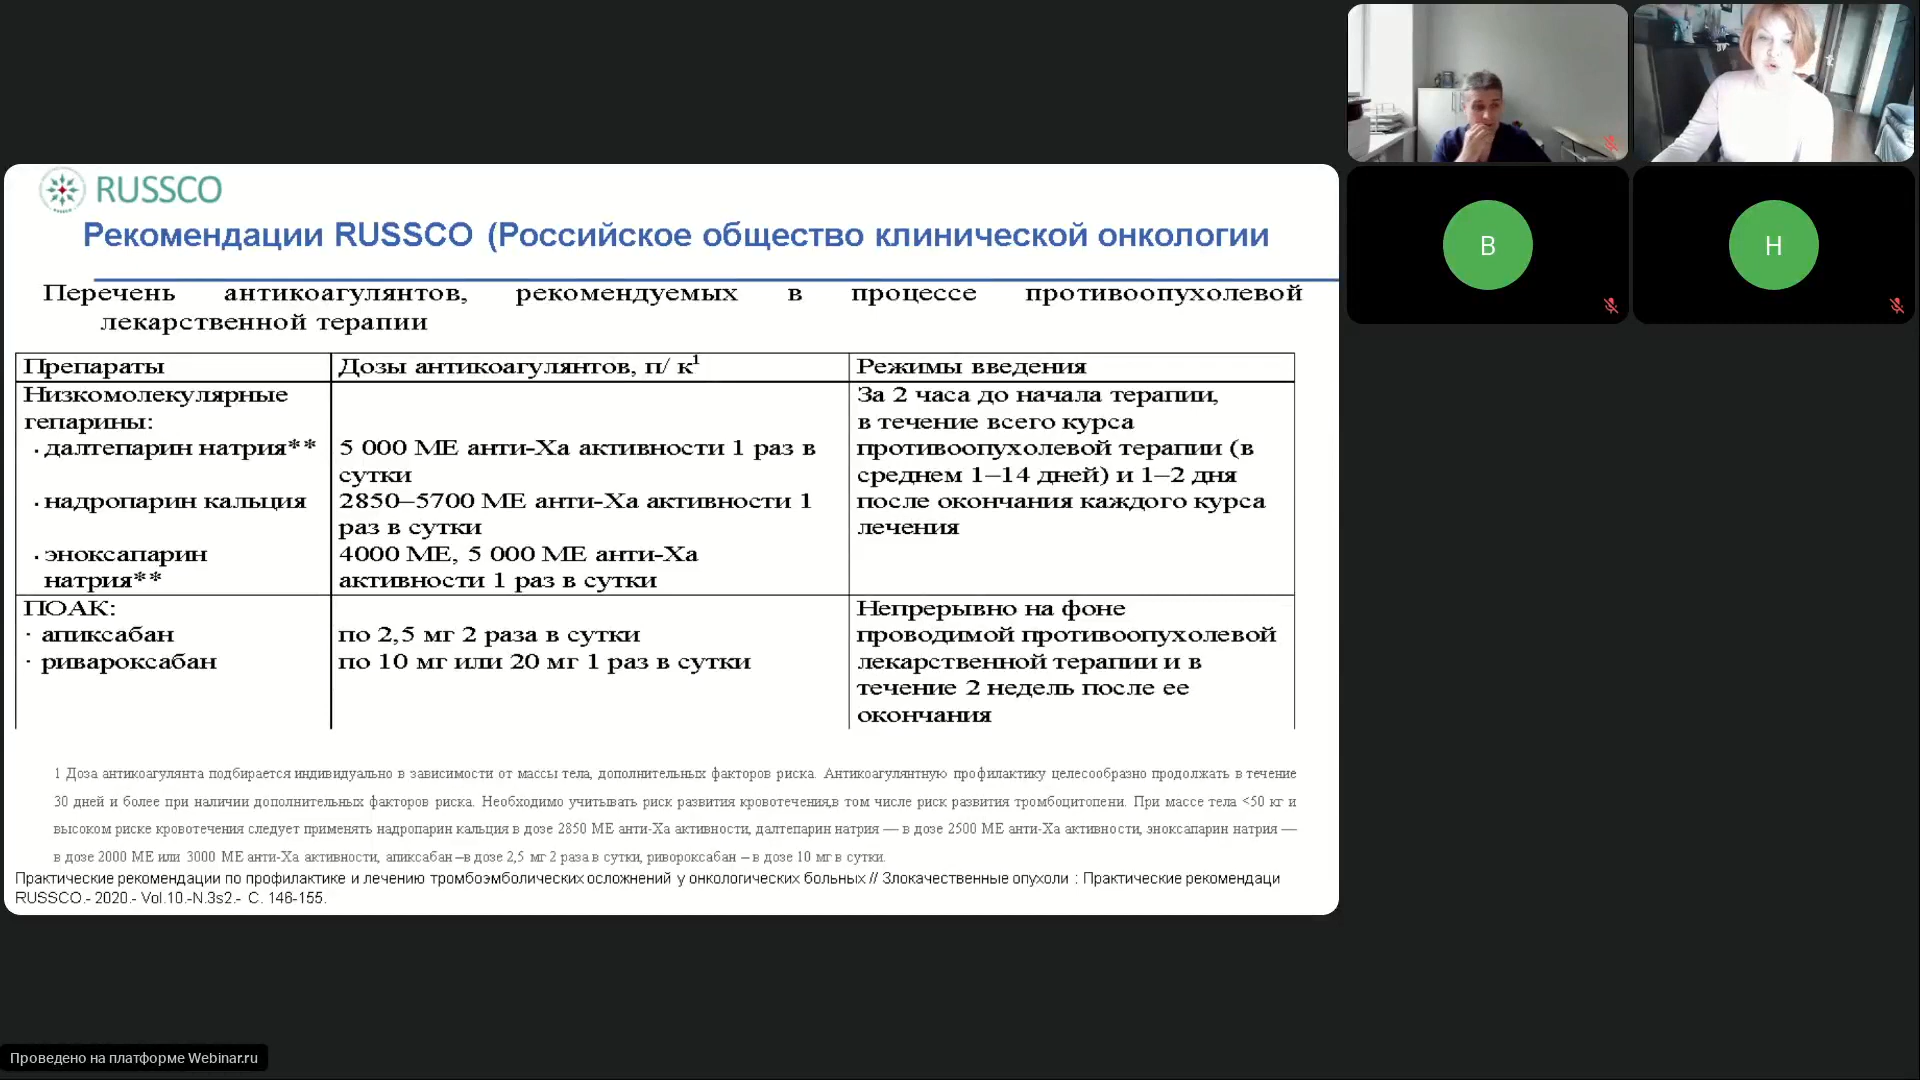 RUSSCO
Рекомендации RUSSCO (Российское общество клинической онкологии
Перечень антикоагулянтов, рекомендуемых в процессе противоопухолевой
лекарственной терапии
Препараты
Дозы антикоагулянтов, п/ к1
Режимы введения
Низкомолекулярные
гепарины:
· далтепарин натрия**
· надропарин кальция
· эноксапарин
натрия**
5 000 МЕ анти-Ха активности 1 раз в
сутки
2850–5700 МЕ анти-Ха активности 1
раз в сутки
4000 МЕ, 5 000 МЕ анти-Ха
активности 1 раз в сутки
За 2 часа до начала терапии,
в течение всего курса
противоопухолевой терапии (в
среднем 1–14 дней) и 1–2 дня
после окончания каждого курса
лечения
ПОАК:
· апиксабан
· ривароксабан
по 2,5 мг 2 раза в сутки
по 10 мг или 20 мг 1 раз в сутки
Непрерывно на фоне
проводимой противоопухолевой
лекарственной терапии и в
течение 2 недель после ее
окончания
1 Доза антикоагулянта подбирается индивидуально в зависимости от массы тела, дополнительных факторов риска. Антикоагулянтную профилактику целесообразно продолжать в течение
30 дней и более при наличии дополнительных факторов риска. Необходимо учитывать риск развития кровотечения,в том числе риск развития тромбоцитопени. При массе тела <50 кг и
высоком риске кровотечения следует применять надропарин кальция в дозе 2850 МЕ анти-Ха активности, далтепарин натрия — в дозе 2500 МЕ анти-Ха активности, эноксапарин натрия —
в дозе 2000 МЕ или 3000 МЕ анти-Ха активности, апиксабан –в дозе 2,5 мг 2 раза в сутки, ривороксабан – в дозе 10 мг в сутки.
Практические рекомендации по профилактике и лечению тромбоэмболических осложнений у онкологических больных // Злокачественные опухоли : Практические рекомендаци
RUSSCO.- 2020.- Vol.10.-N.3s2.- С. 146-155.
В
Н
Проведено на платформе Webinar.ru